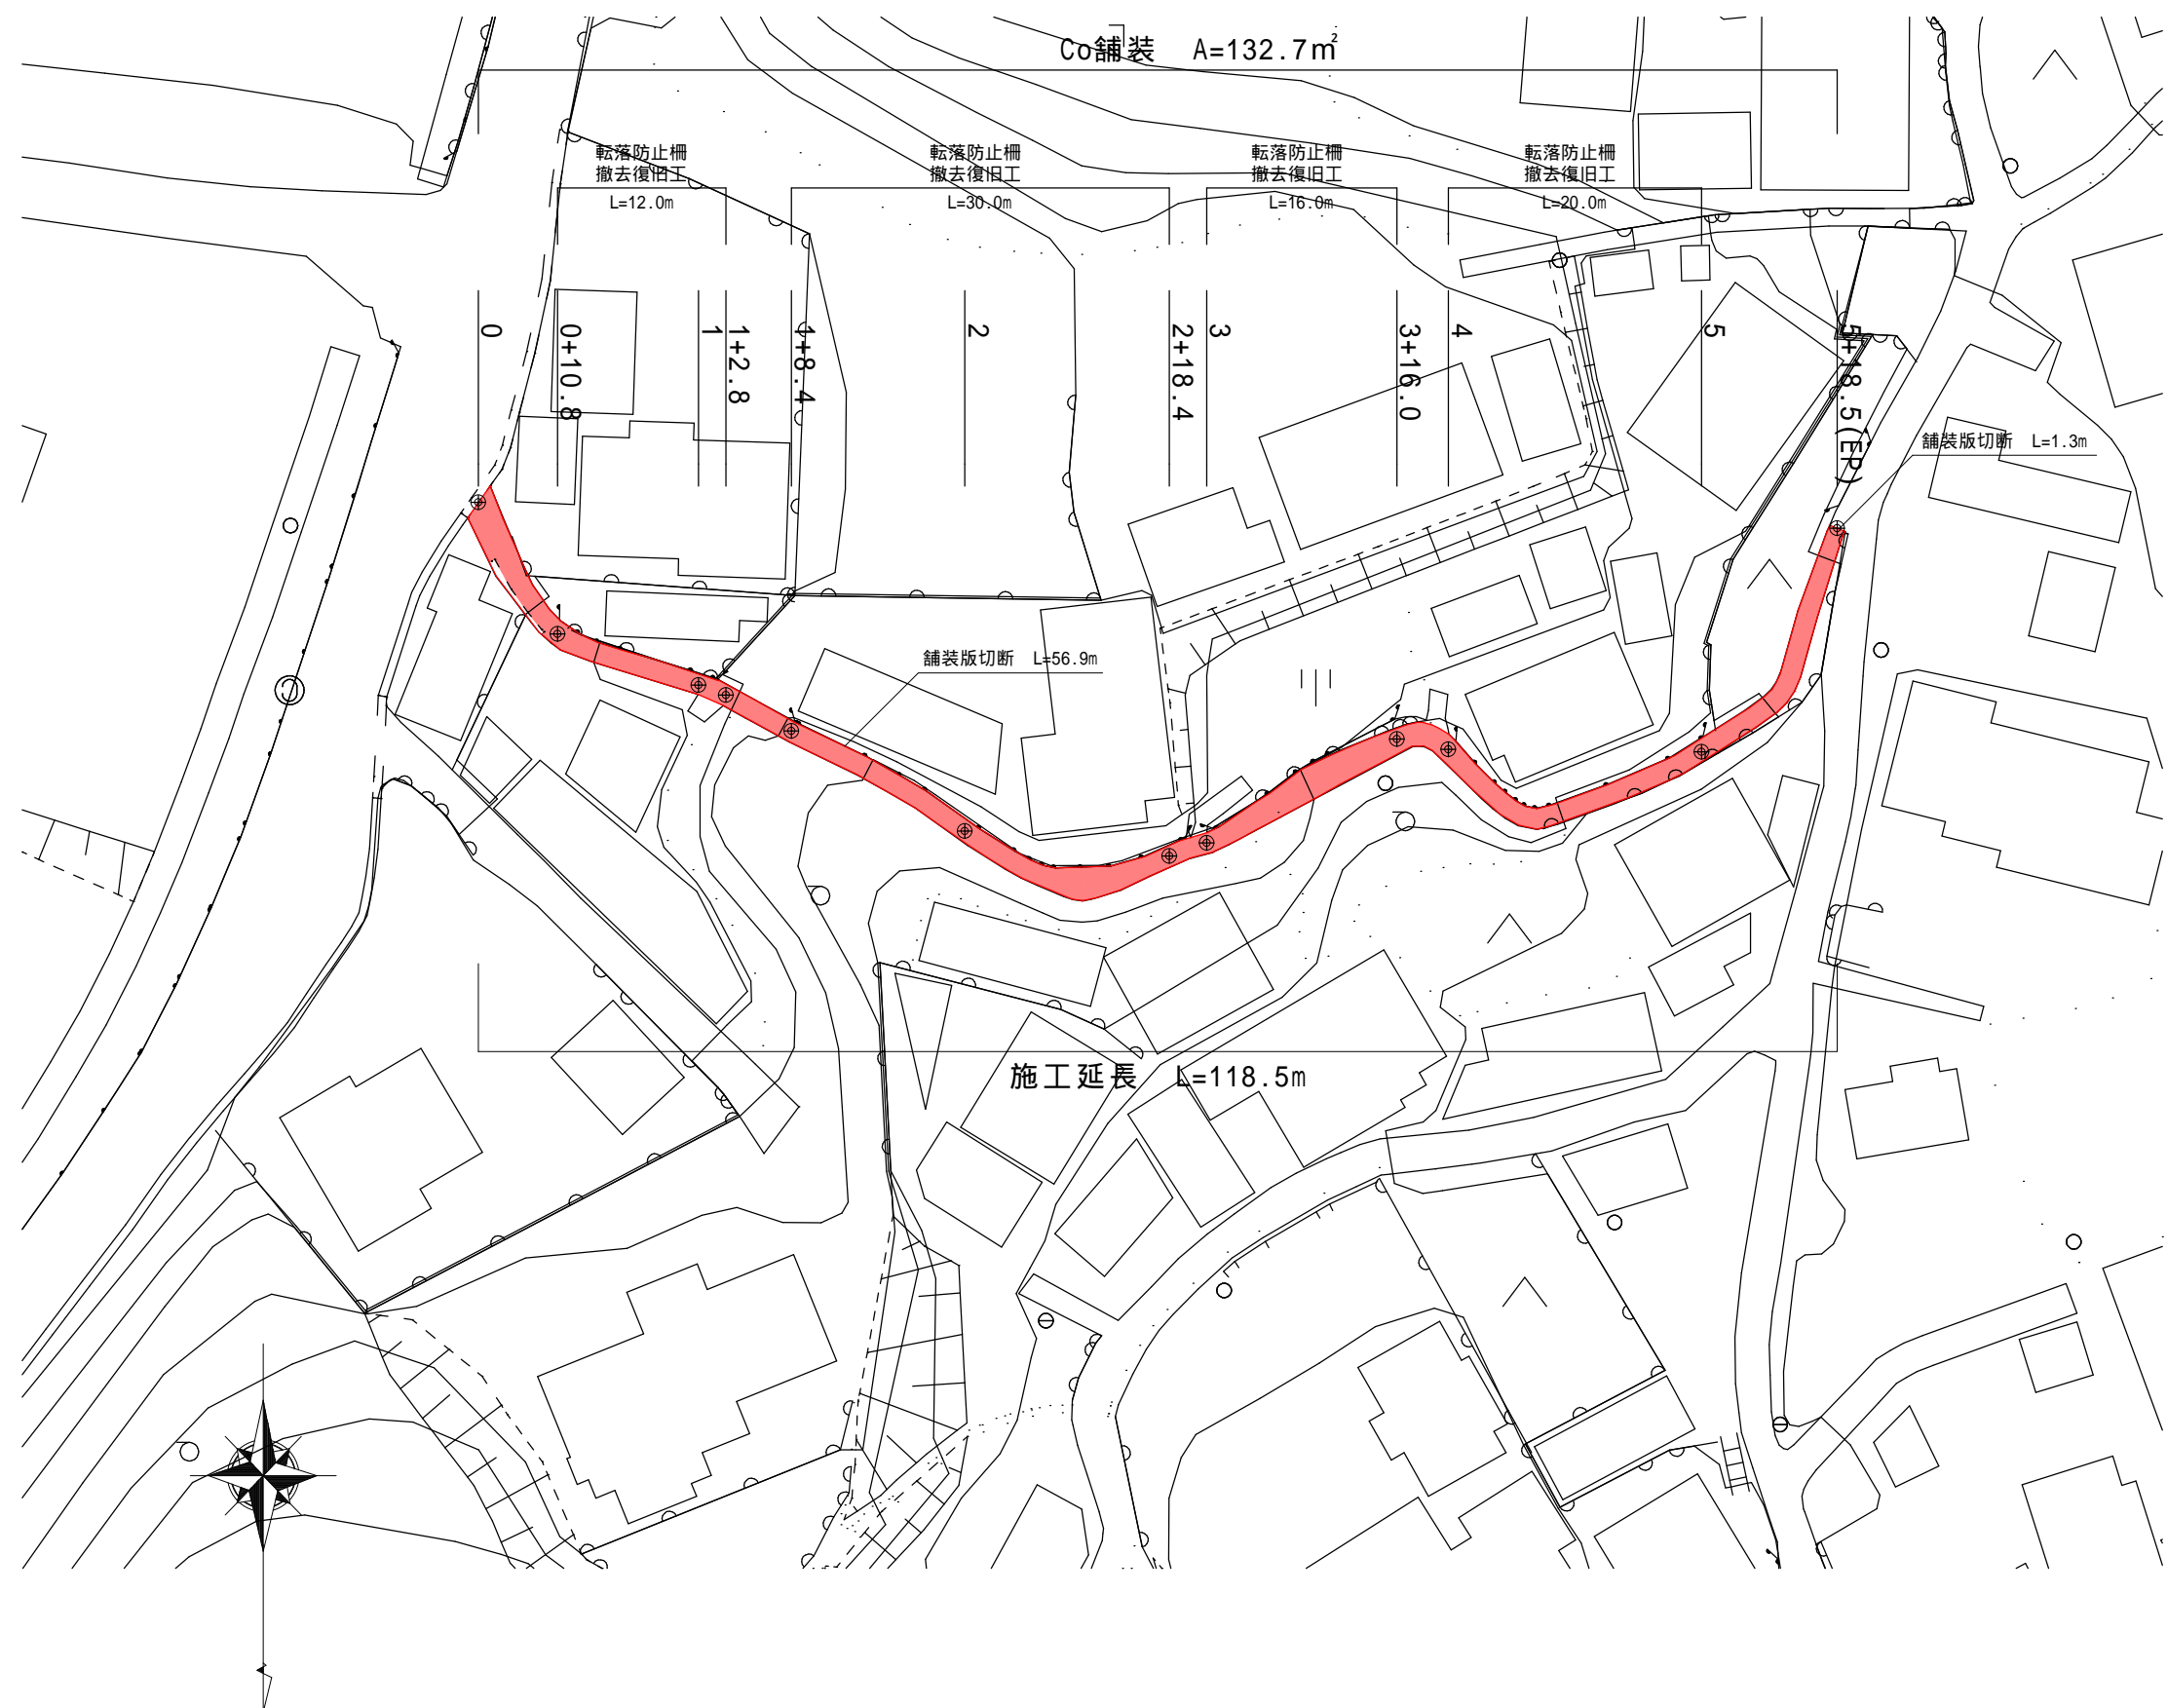 Co舗装　A=132.7㎡
転落防止柵
撤去復旧工
L=12.0m
転落防止柵
撤去復旧工
L=30.0m
転落防止柵
撤去復旧工
L=16.0m
転落防止柵
撤去復旧工
L=20.0m
0
0+10.8
1
1+2.8
1+8.4
2
2+18.4
3
3+16.0
4
5
5+18.5(EP)
舗装版切断　L=1.3m
舗装版切断　L=56.9m
施工延長　L=118.5m